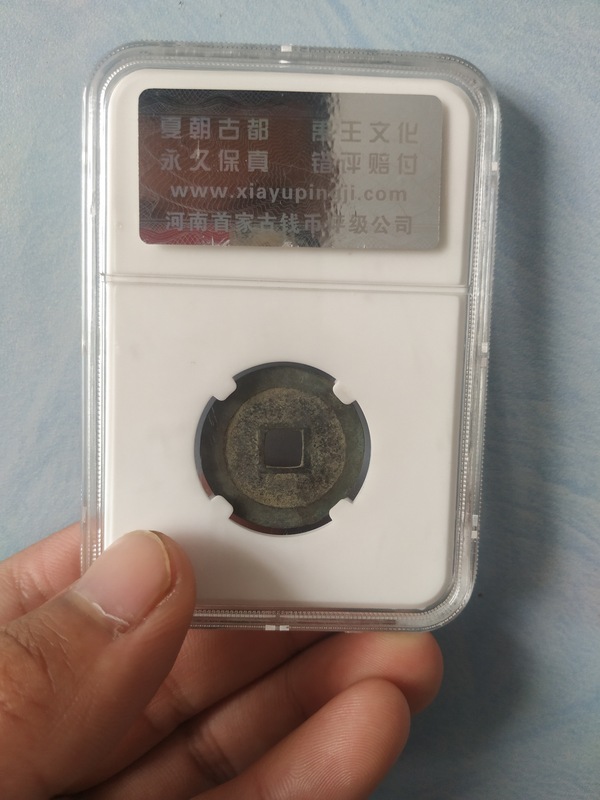 夏朝古都 禹王文化
永久保真 错评赔付
www.xiayupingji.com
河南首家古钱币评级公司